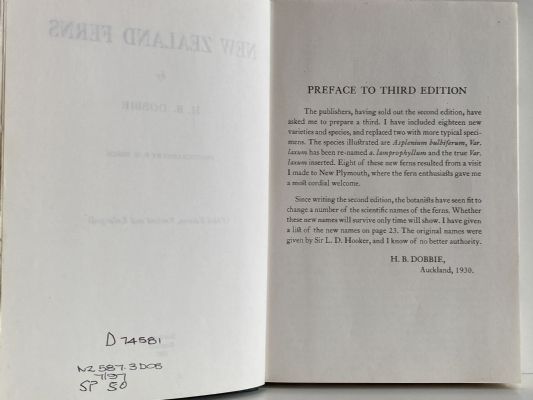 NEW ZEALAND FERNS
by
H. B. DOBBIE
D 74581
NZ 587.3 DOB
7/97
SP 50
PREFACE TO THIRD EDITION
The publishers, having sold out the second edition, have
asked me to prepare a third. I have included eighteen new
varieties and species, and replaced two with more typical speci-
mens. The species illustrated are Asplenium bulbiferum, Var.
laxum has been re-named a. lamprophyllum and the true Var.
laxum inserted. Eight of these new ferns resulted from a visit
I made to New Plymouth, where the fern enthusiasts gave me
a most cordial welcome.
Since writing the second edition, the botanists have seen fit to
change a number of the scientific names of the ferns. Whether
these new names will survive only time will show. I have given
a list of the new names on page 23. The original names were
given by Sir L. D. Hooker, and I know of no better authority.
H. B. DOBBIE,
Auckland, 1930.